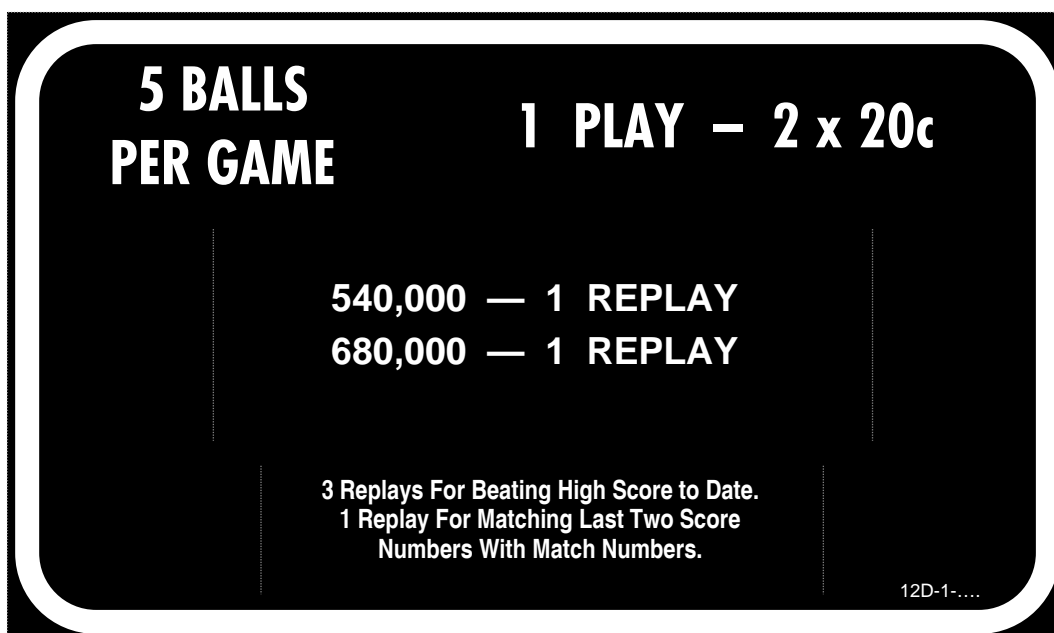 5 BALLS
PER GAME
1 PLAY – 2 x 20c
540,000 — 1 REPLAY
680,000 — 1 REPLAY
3 Replays For Beating High Score to Date.
1 Replay For Matching Last Two Score
Numbers With Match Numbers.
12D-1-....